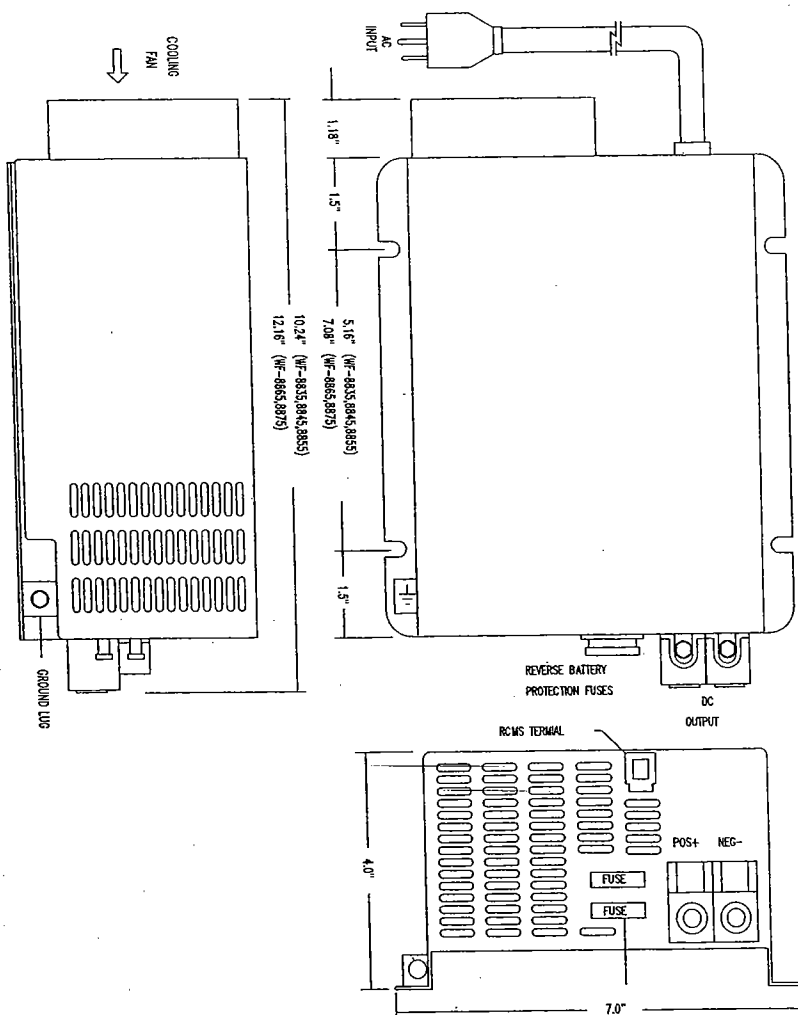 AC
INPUT
COOLING
FAN
1.18"
1.5"
5.16" (WF-8835,8845,8855)
7.08" (WF-8865,8875)
10.24" (WF-8835,8845,8855)
12.16" (WF-8865,8875)
1.5"
GROUND LUG
REVERSE BATTERY
PROTECTION FUSES
DC
OUTPUT
RCMS TERMIAL
POS+ NEG-
FUSE
FUSE
4.0"
7.0"